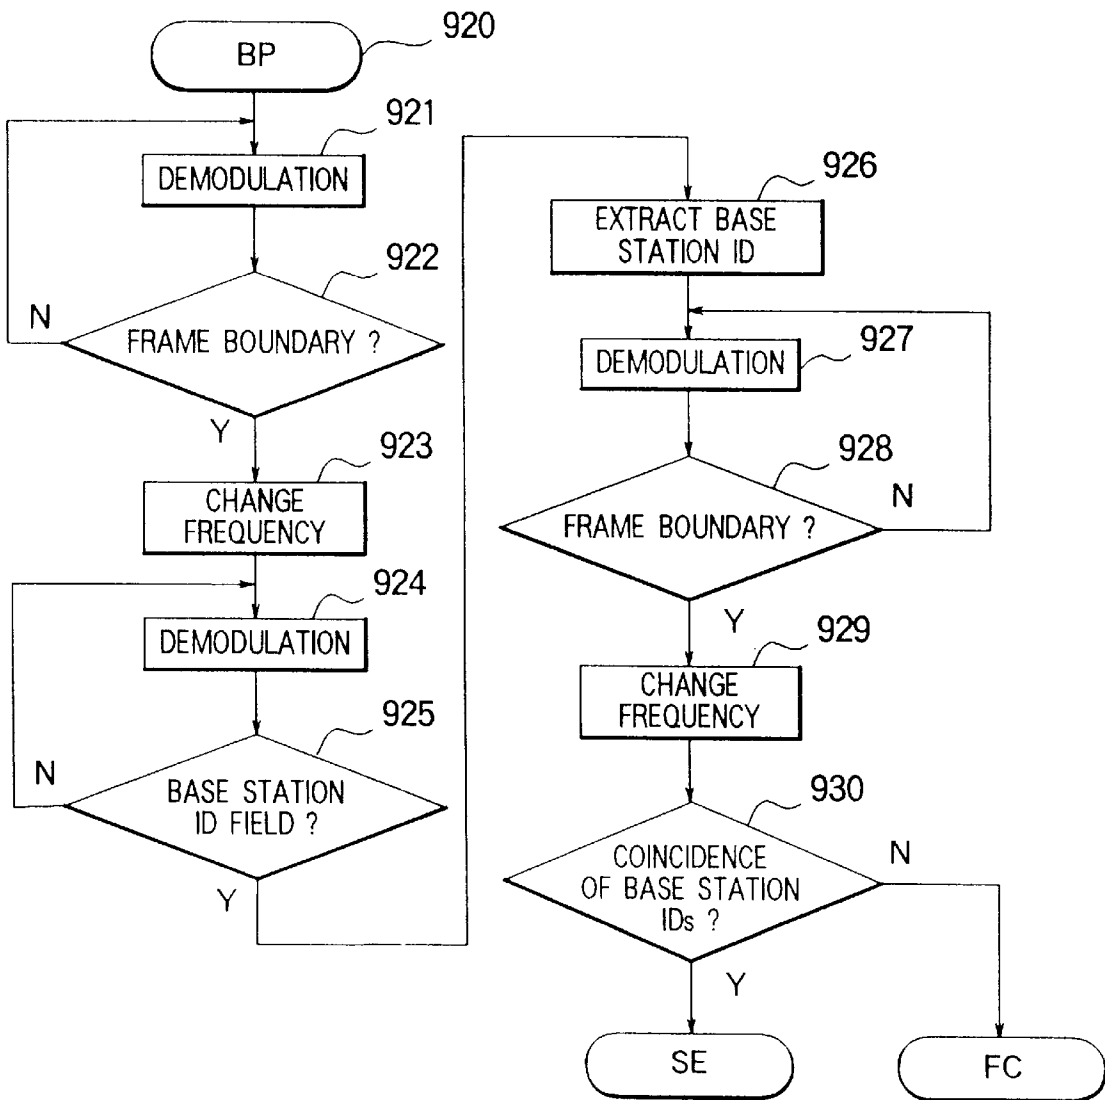 BP
920
921
DEMODULATION
922
N
FRAME BOUNDARY ?
Y
923
CHANGE
FREQUENCY
924
DEMODULATION
925
N
BASE STATION
ID FIELD ?
Y
926
EXTRACT BASE
STATION ID
927
DEMODULATION
928
N
FRAME BOUNDARY ?
Y
929
CHANGE
FREQUENCY
930
N
COINCIDENCE
OF BASE STATION
IDs ?
Y
SE
FC